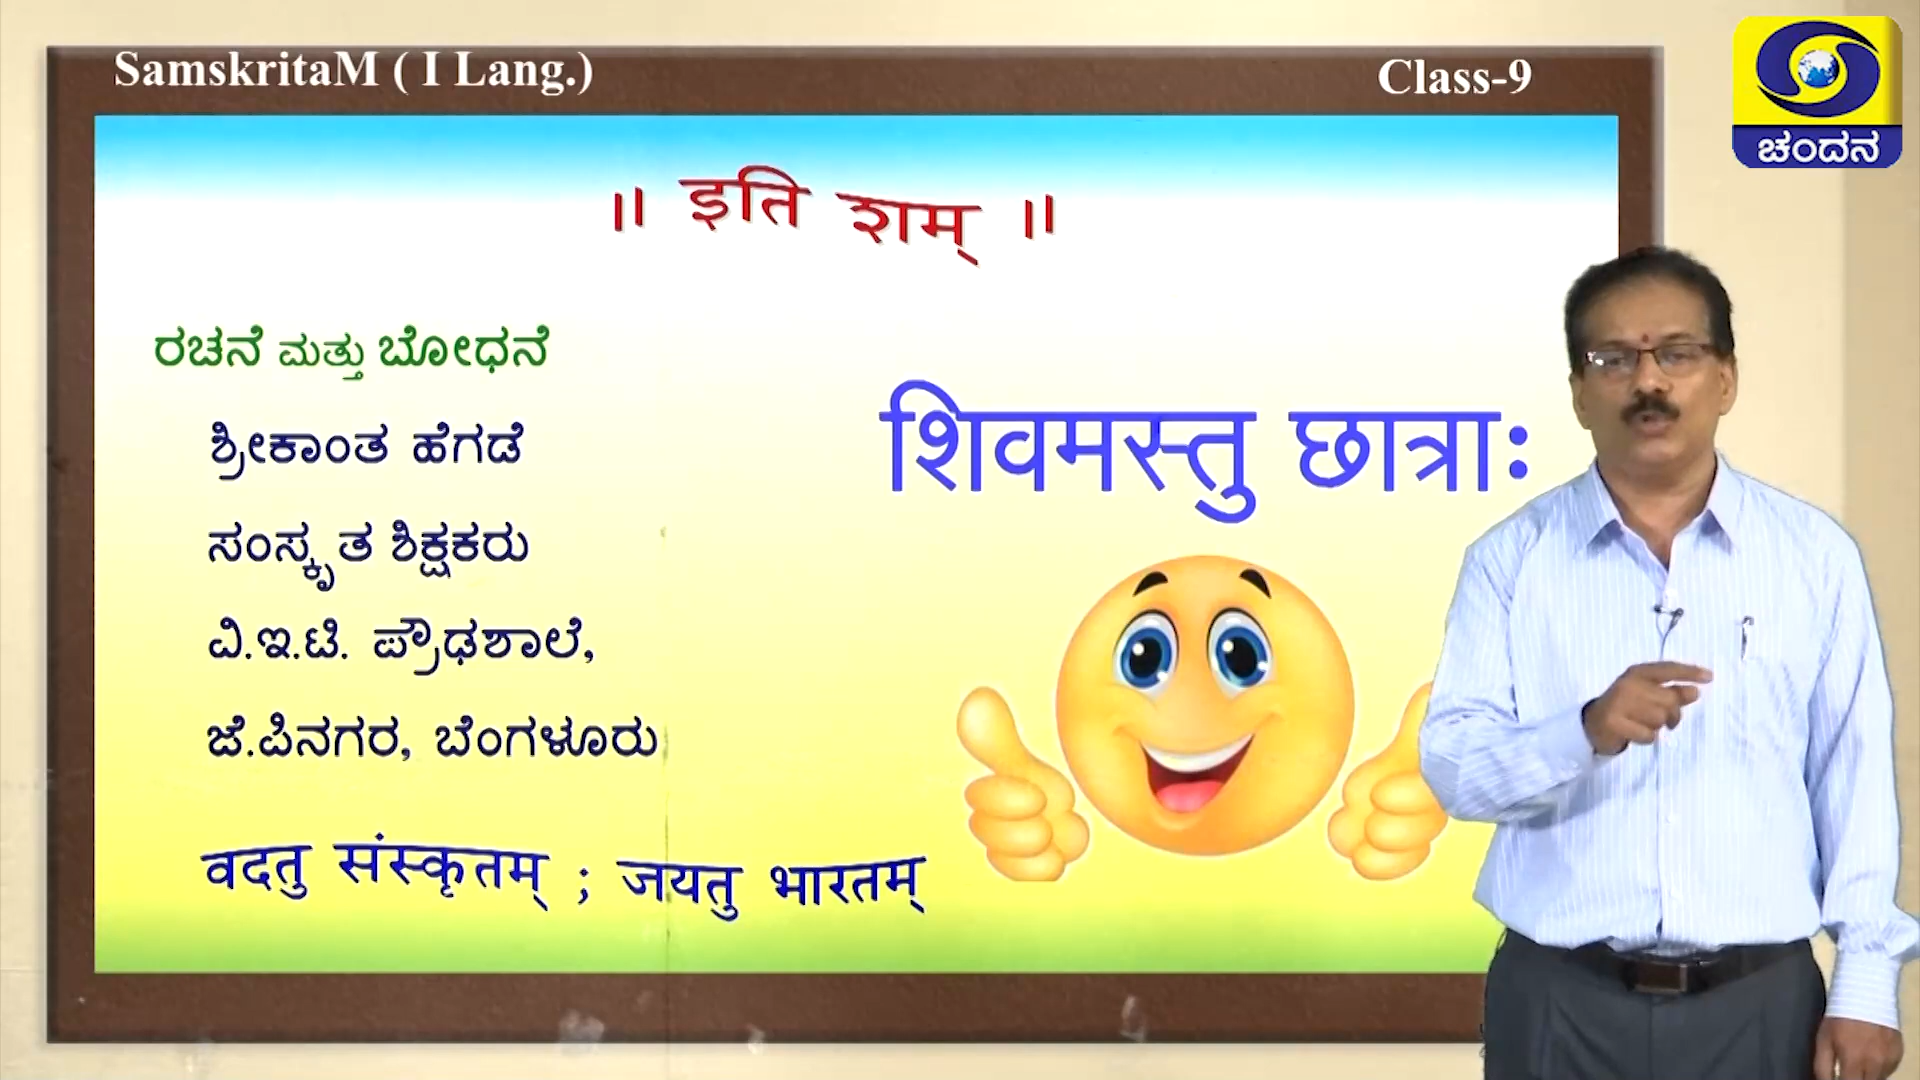 SamskritaM ( I Lang.)
Class-9
ಚಂದನ
॥ इति शम् ॥
ರಚನೆ ಮತ್ತು ಬೋಧನೆ
ಶ್ರೀಕಾಂತ ಹೆಗಡೆ
ಸಂಸ್ಕೃತ ಶಿಕ್ಷಕರು
ವಿ.ಇ.ಟಿ. ಪ್ರೌಢಶಾಲೆ,
ಜೆ.ಪಿನಗರ, ಬೆಂಗಳೂರು
शिवमस्तु छात्राः
वदतु संस्कृतम् ; जयतु भारतम्